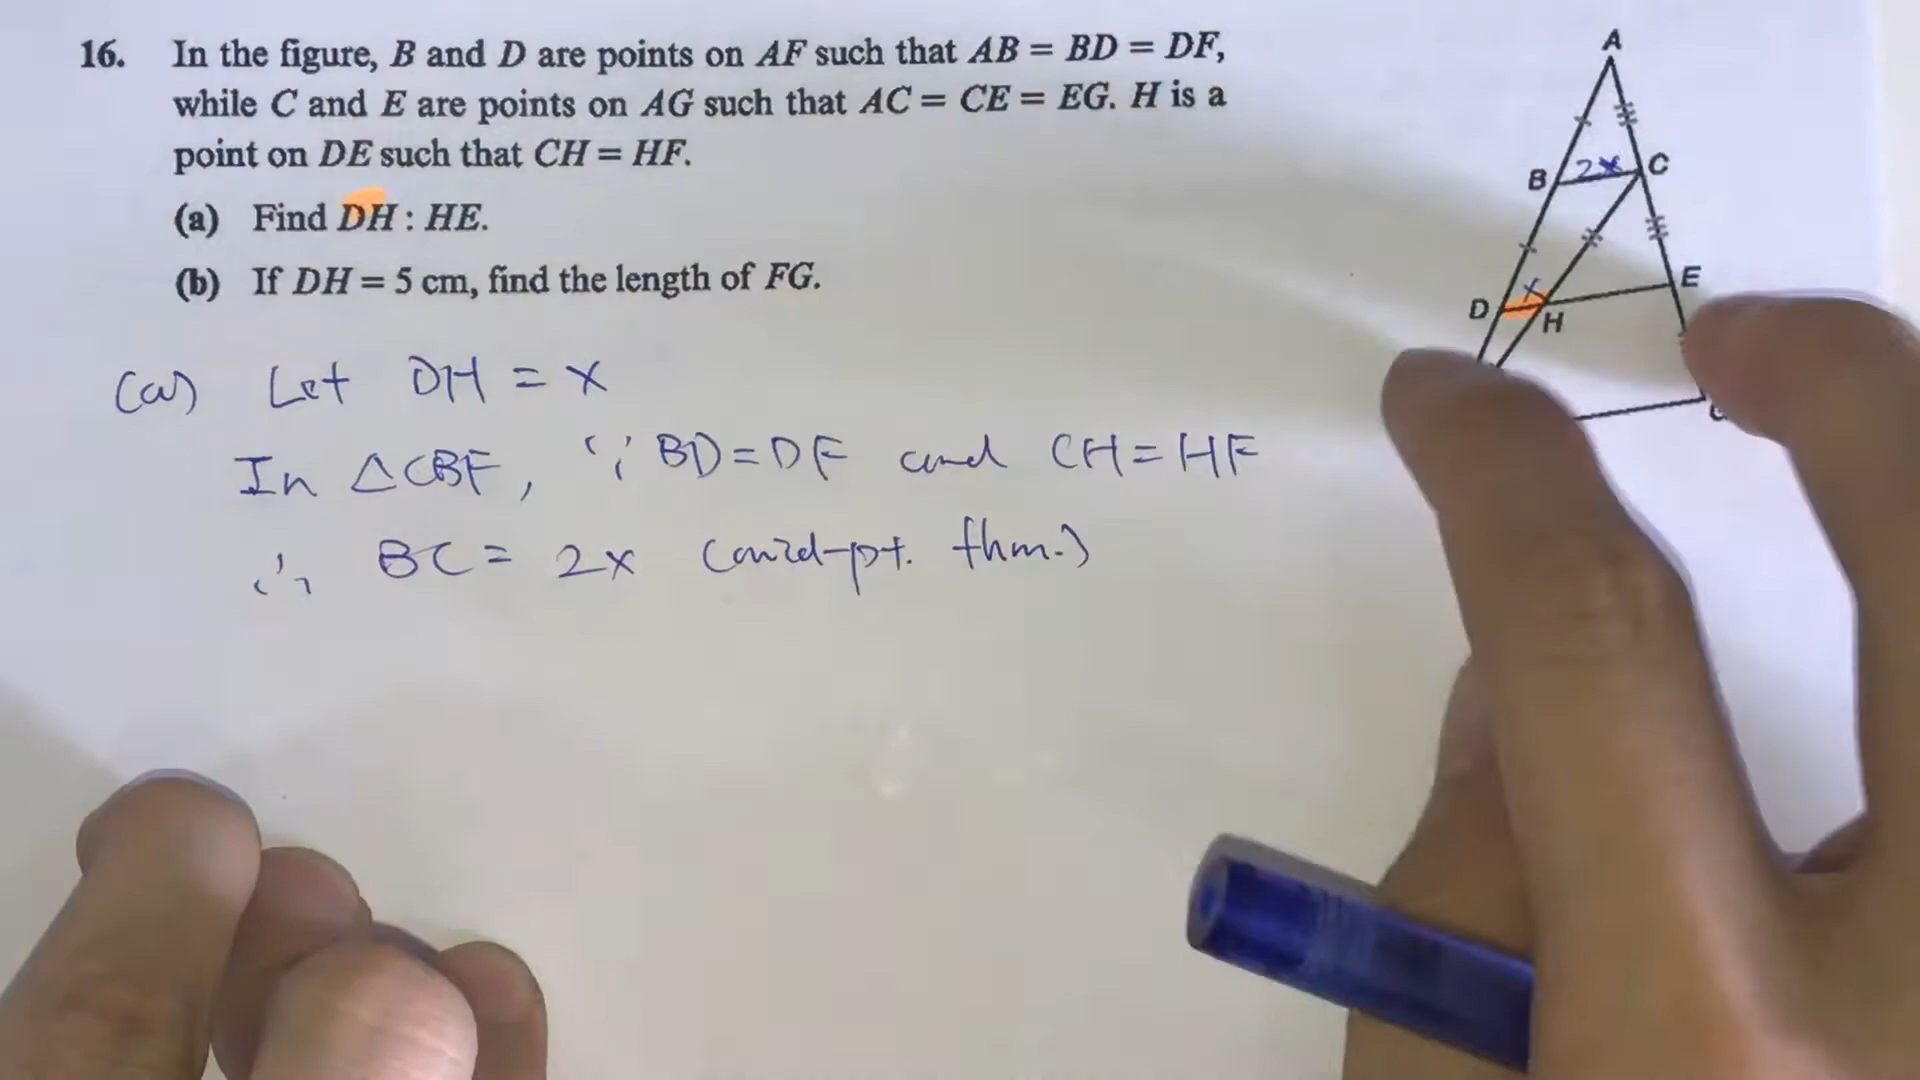 16. In the figure, B and D are points on AF such that AB = BD = DF,
while C and E are points on AG such that AC = CE = EG. H is a
point on DE such that CH = HF.
(a) Find DH : HE.
(b) If DH = 5 cm, find the length of FG.
(a) Let DH = x
In △CBF, ∵ BD = DF and CH = HF
∴ BC = 2x (mid-pt. thm.)
A
B 2x C
D x H E